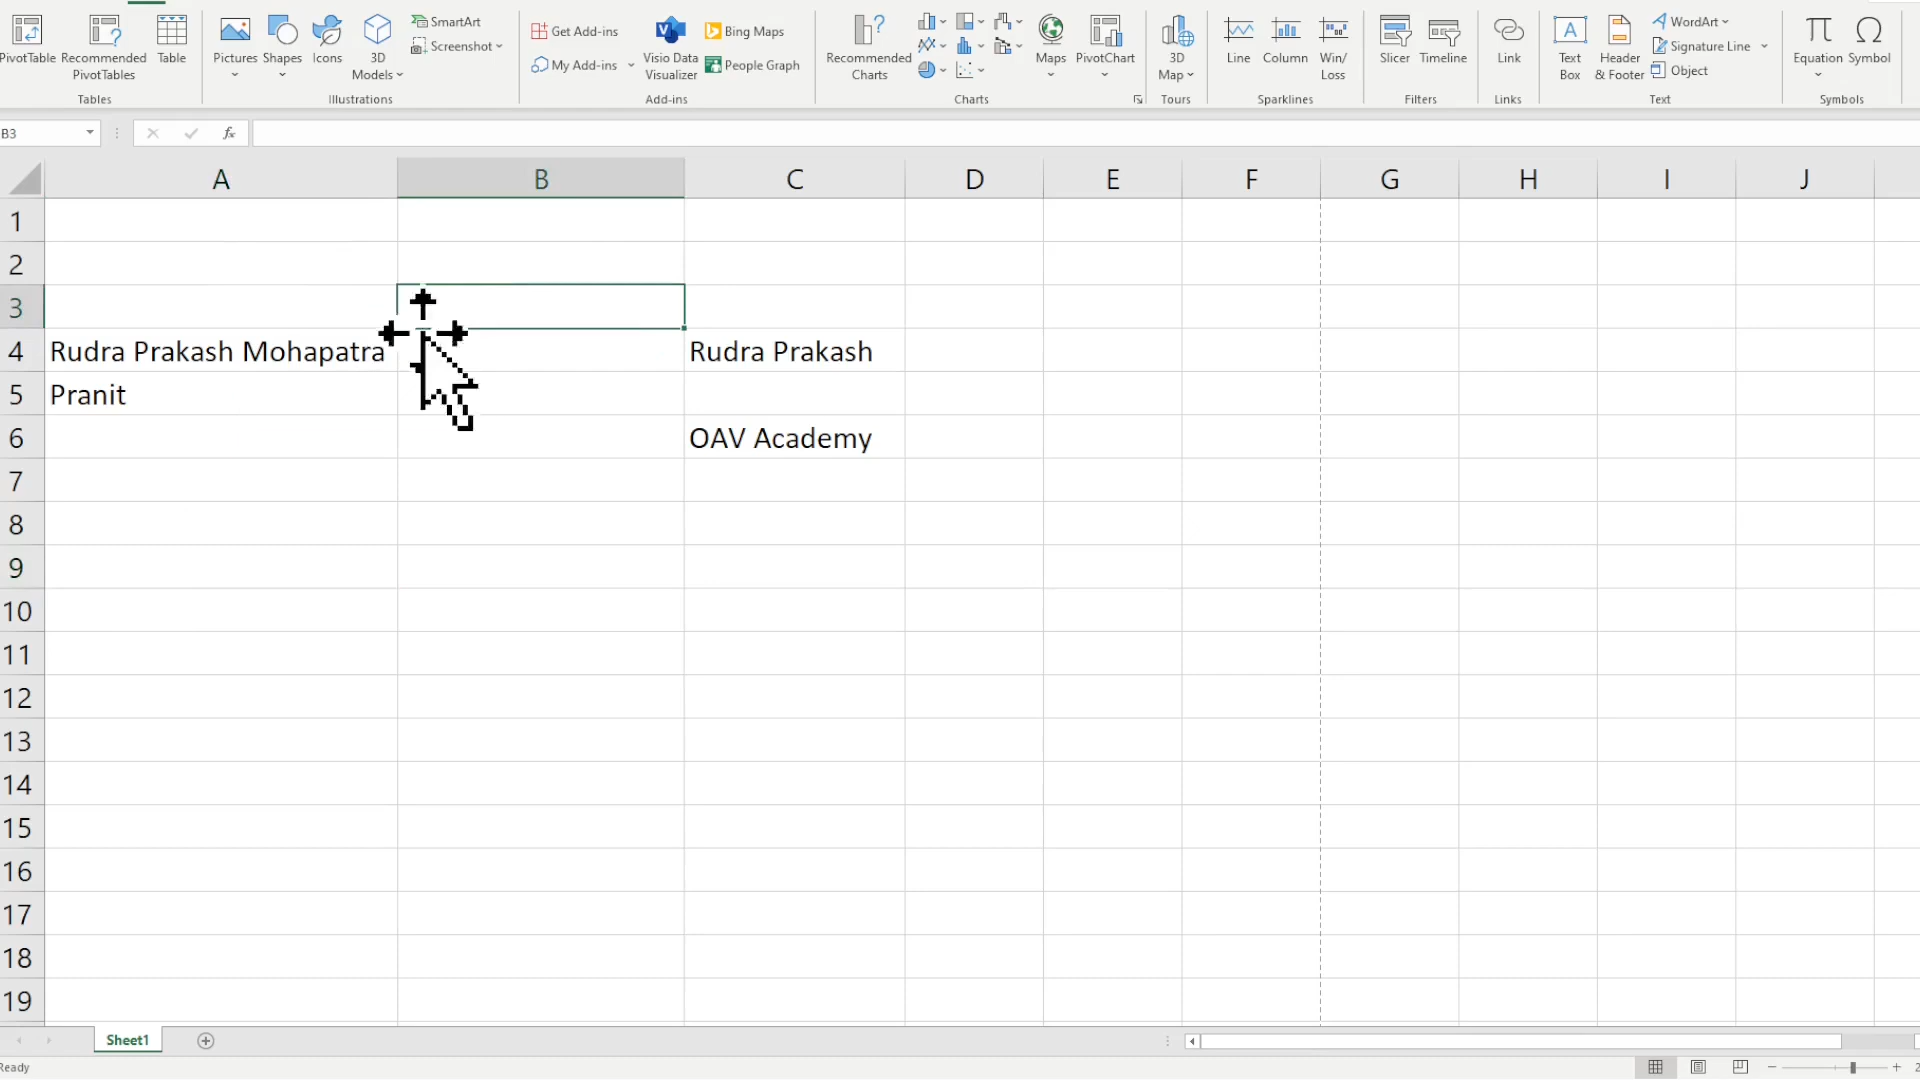 PivotTable
Recommended PivotTables
Table
Pictures
Shapes
Icons
3D Models
SmartArt
Screenshot
Get Add-ins
My Add-ins
Visio Data Visualizer
Bing Maps
People Graph
Recommended Charts
Maps
PivotChart
3D Map
Line
Column
Win/ Loss
Slicer
Timeline
Link
Text Box
Header & Footer
WordArt
Signature Line
Object
Equation
Symbol
Tables
Illustrations
Add-ins
Charts
Tours
Sparklines
Filters
Links
Text
Symbols
B3
fx
A B C D E F G H I J
1
2
3
4 Rudra Prakash Mohapatra Rudra Prakash
5 Pranit
6 OAV Academy
7
8
9
10
11
12
13
14
15
16
17
18
19
Sheet1
Ready